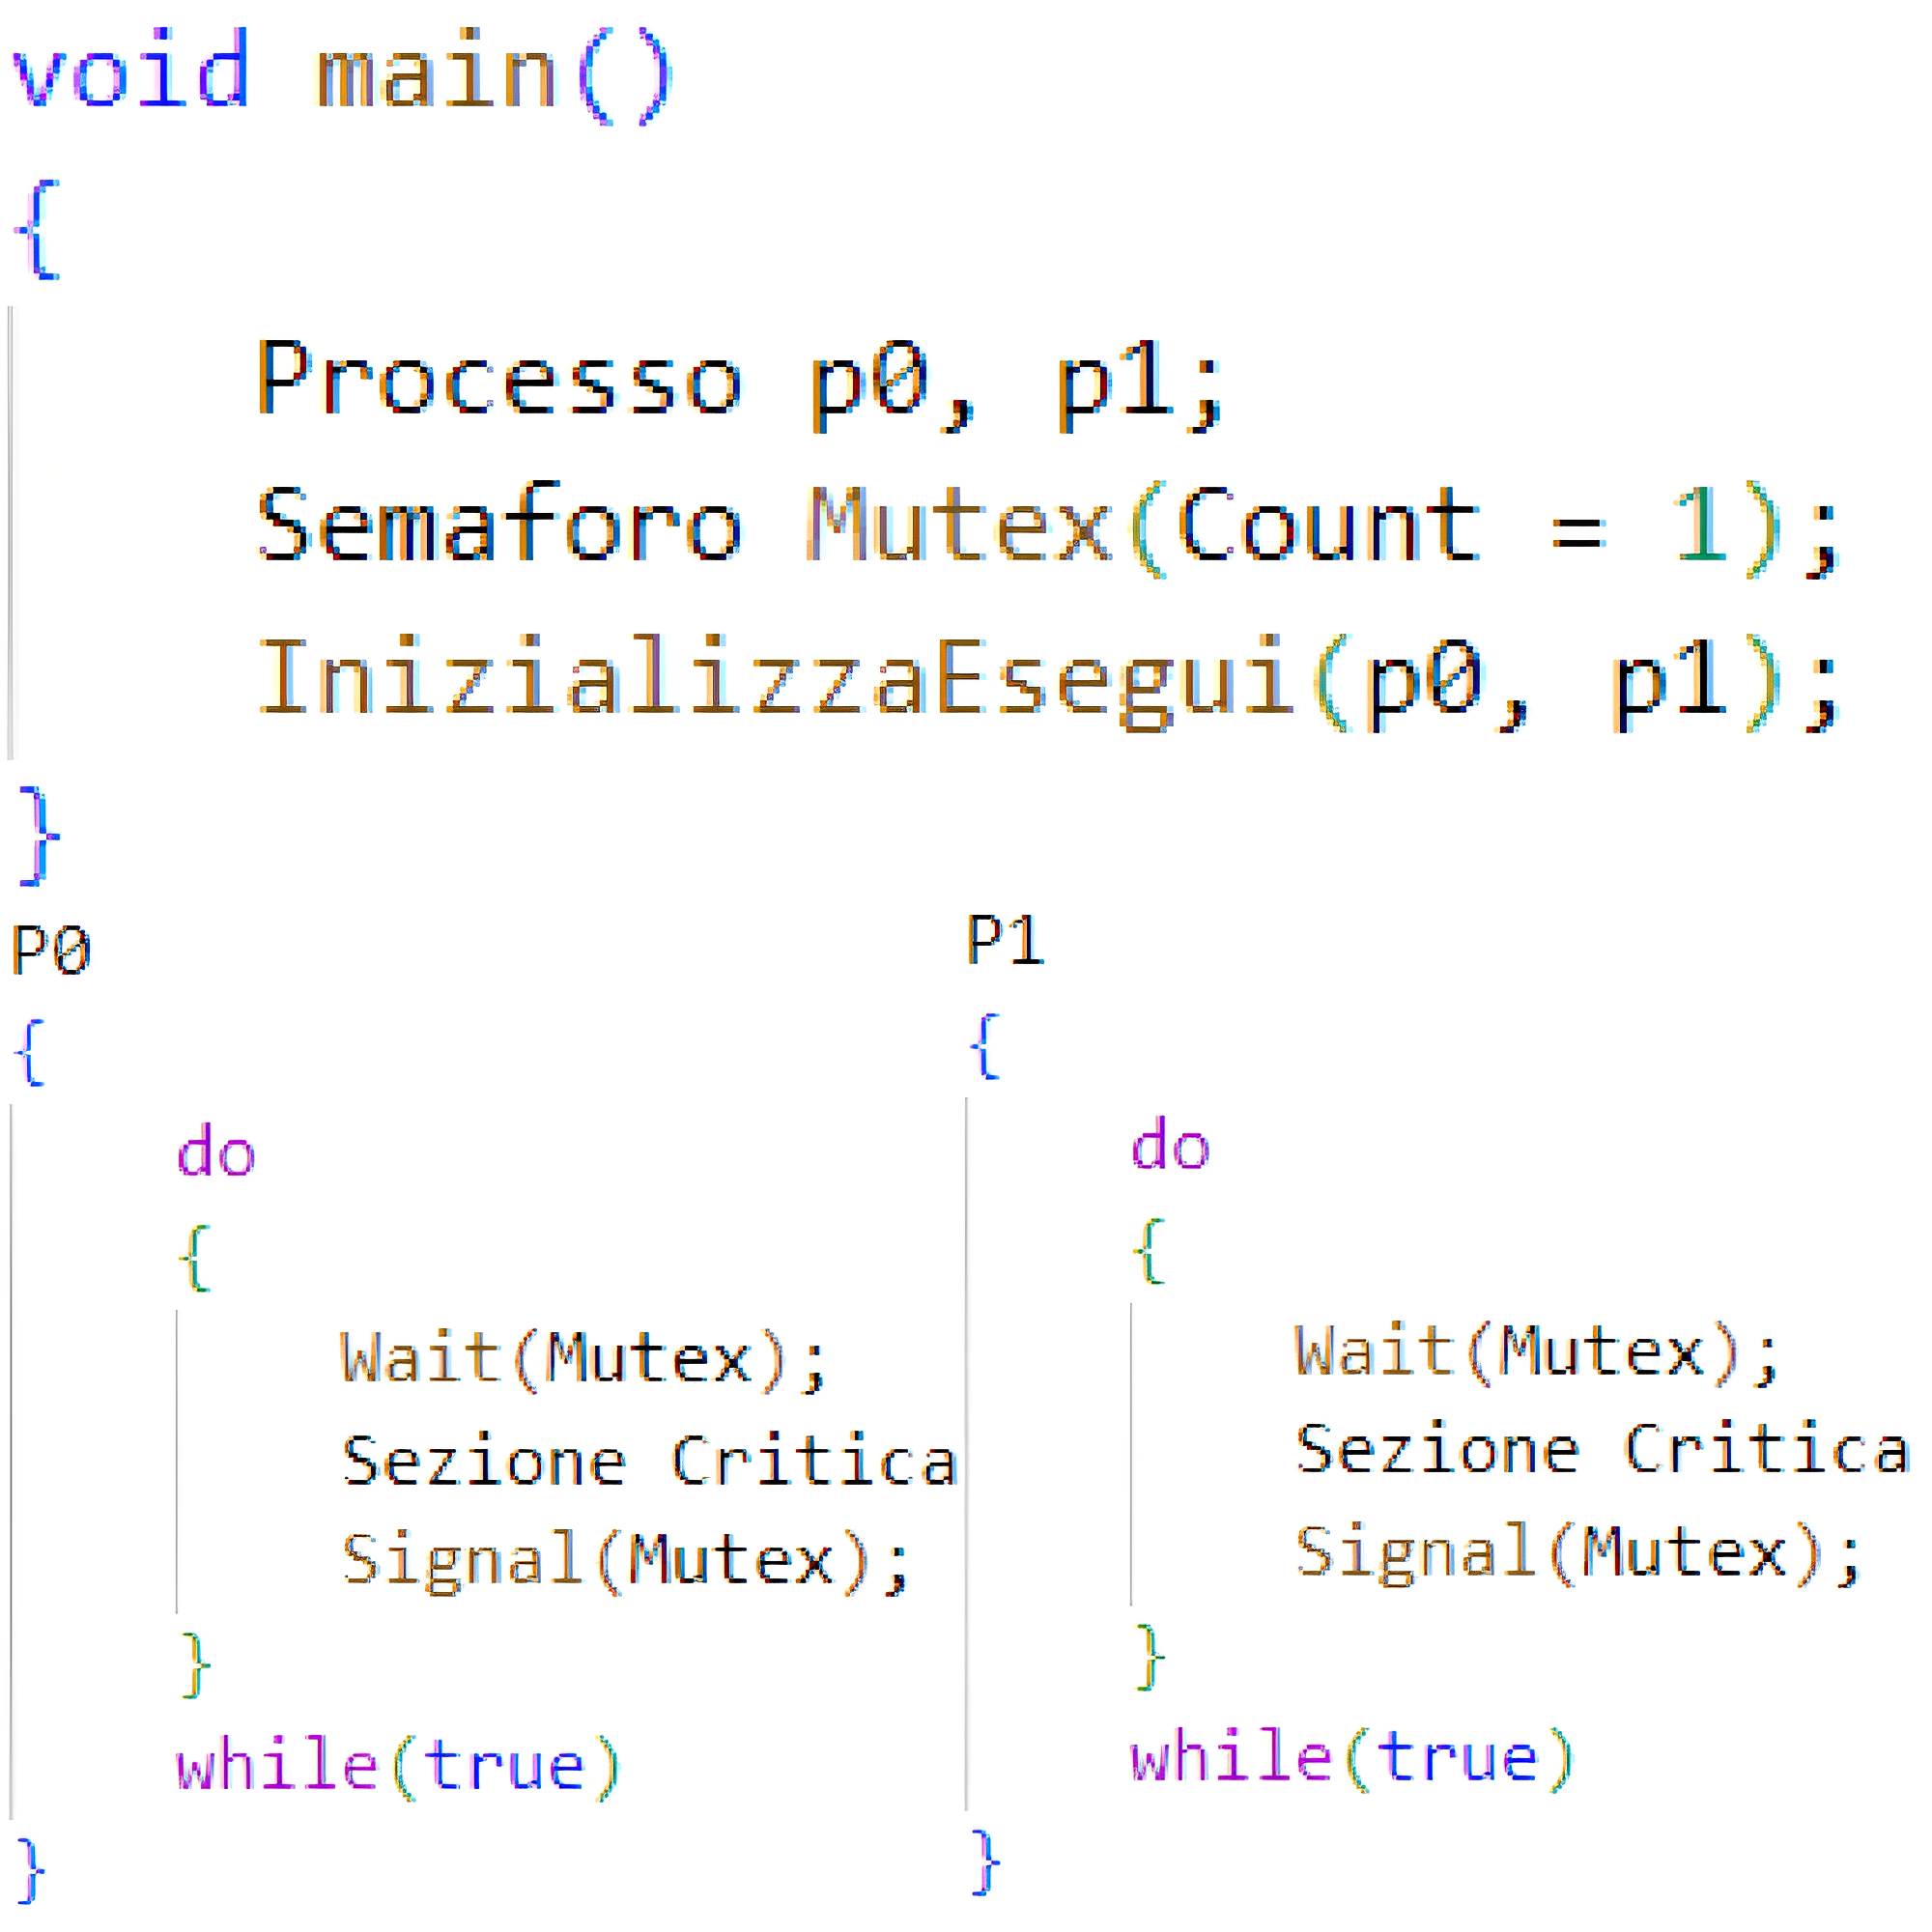 void main()
{
Processo p0, p1;
Semaforo Mutex(Count = 1);
InizializzaEsegui(p0, p1);
}
P0
{
do
{
Wait(Mutex);
Sezione Critica
Signal(Mutex);
}
while(true)
}
P1
{
do
{
Wait(Mutex);
Sezione Critica
Signal(Mutex);
}
while(true)
}